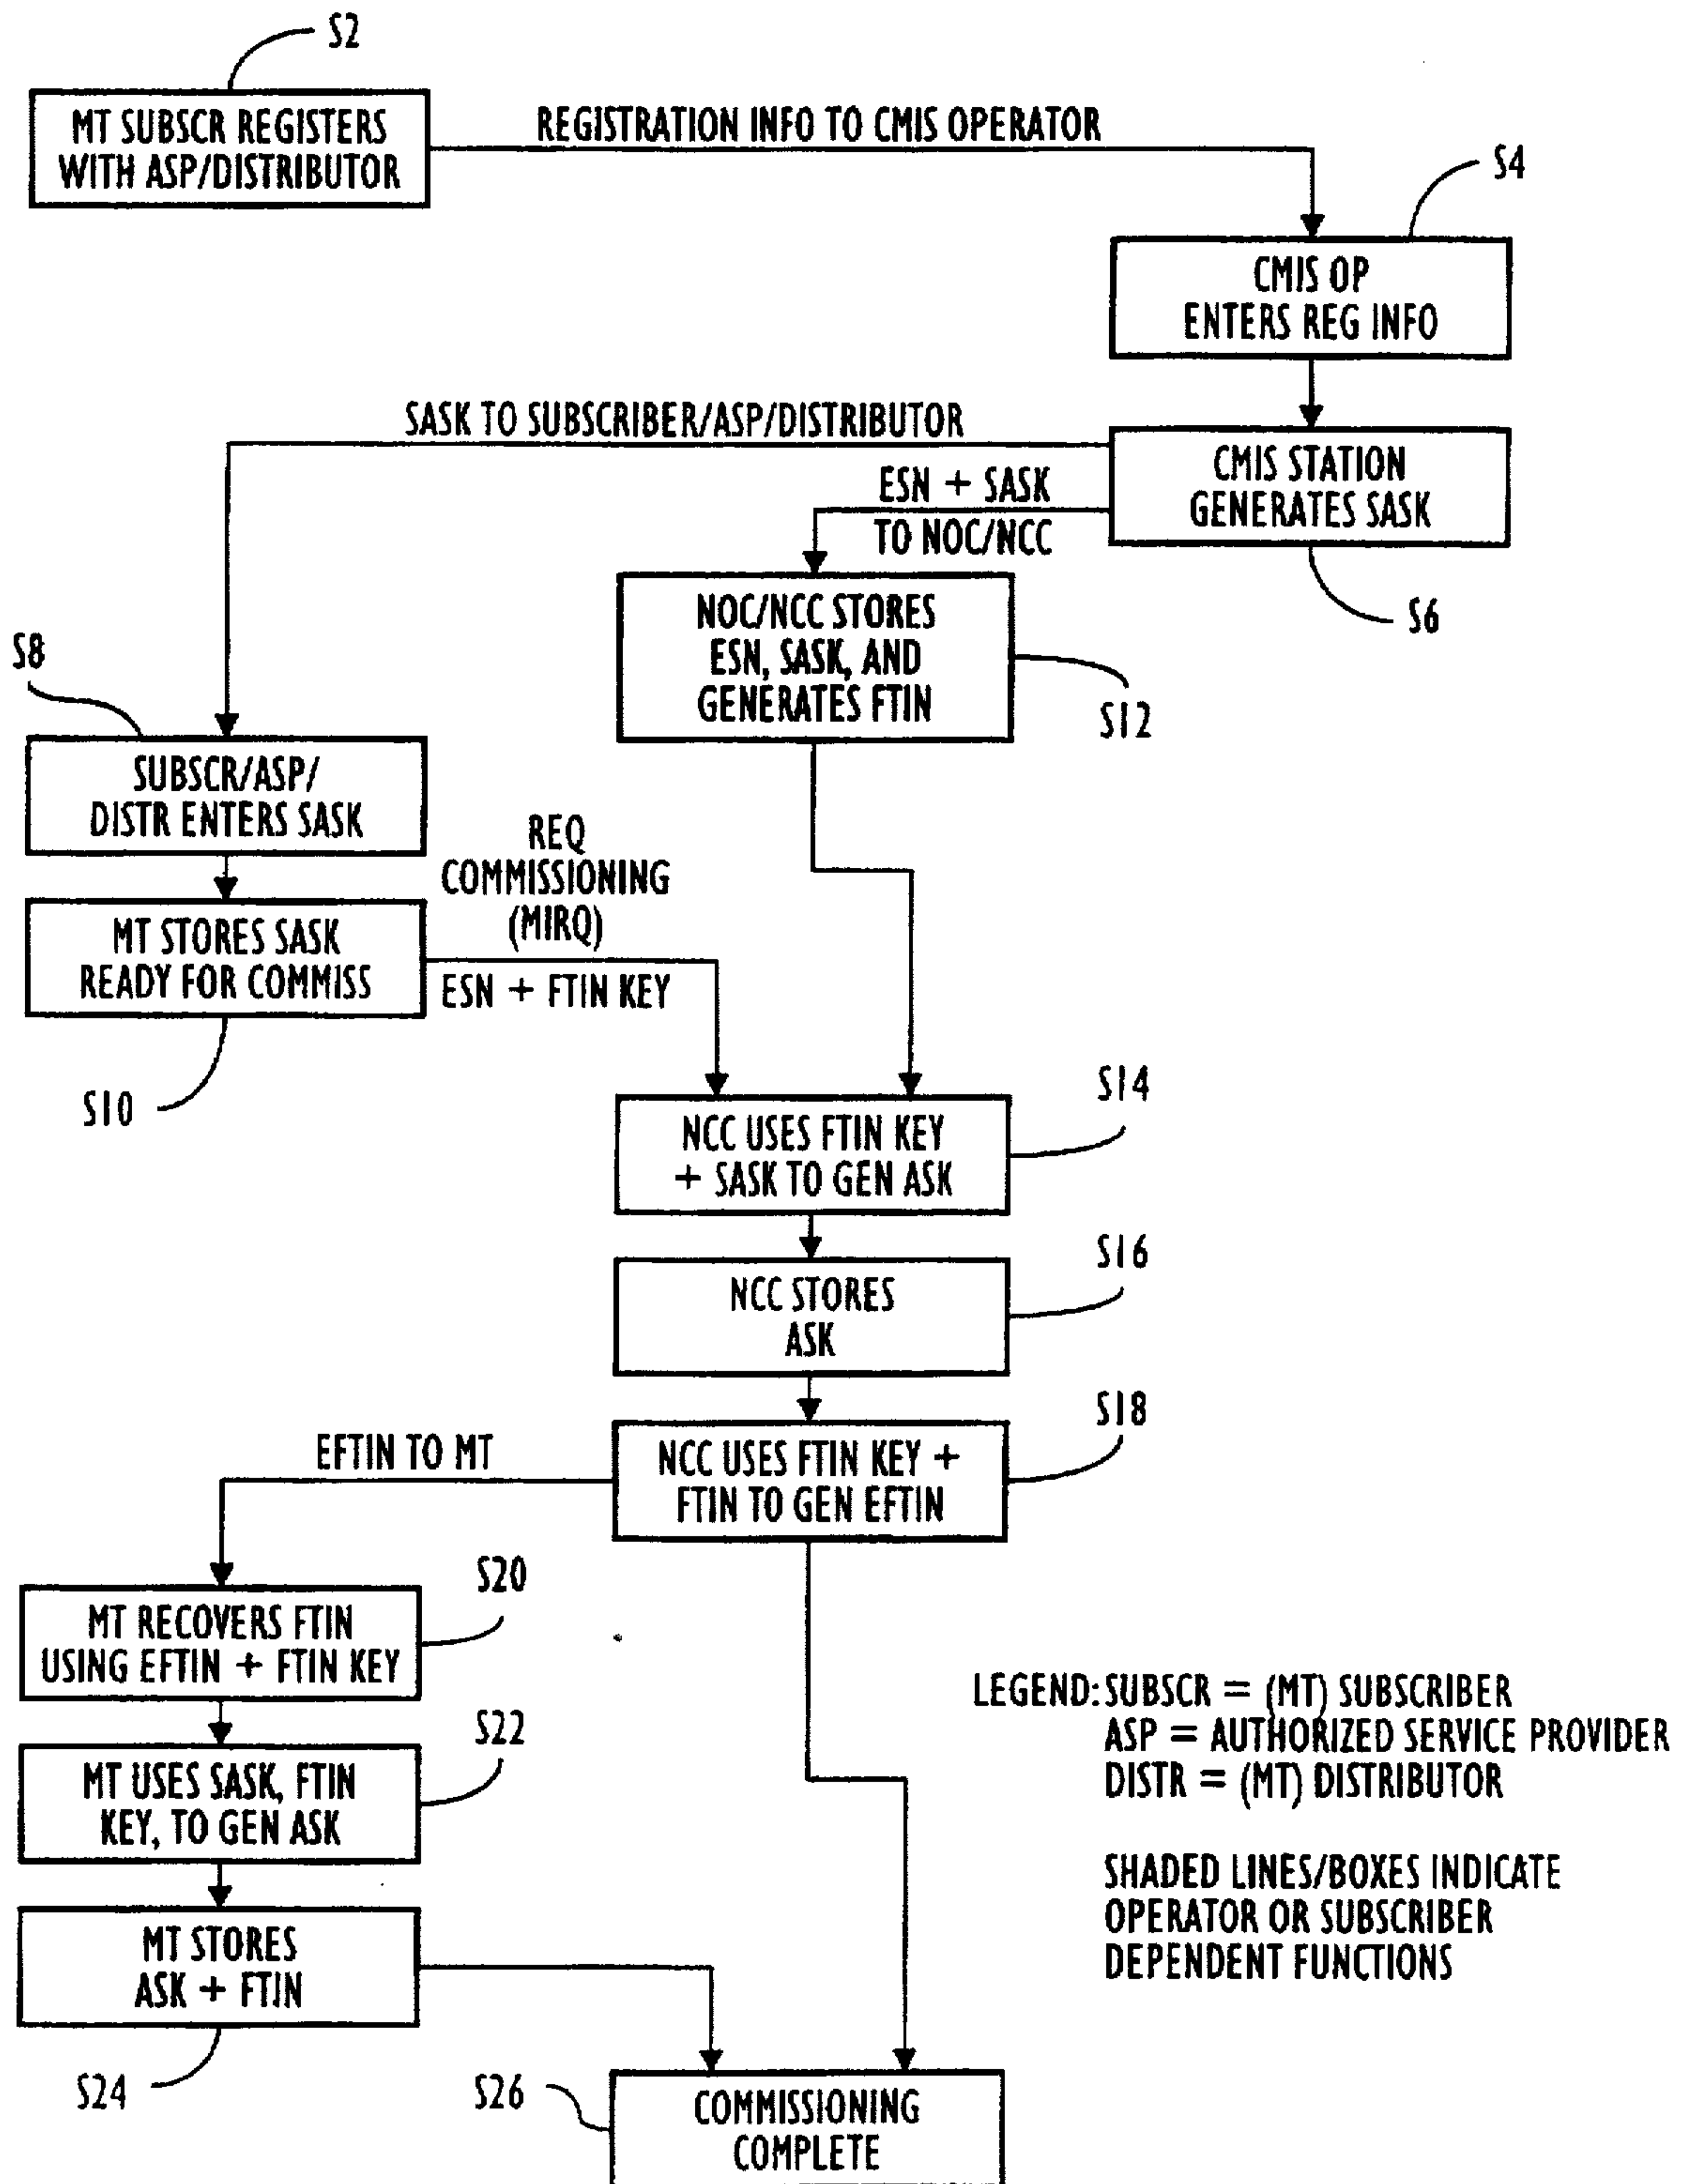 S2
MT SUBSCR REGISTERS
WITH ASP/DISTRIBUTOR
REGISTRATION INFO TO CMIS OPERATOR
S4
CMIS OP
ENTERS REG INFO
SASK TO SUBSCRIBER/ASP/DISTRIBUTOR
CMIS STATION
GENERATES SASK
ESN + SASK
TO NOC/NCC
S6
NOC/NCC STORES
ESN, SASK, AND
GENERATES FTIN
S12
S8
SUBSCR/ASP/
DISTR ENTERS SASK
REQ
COMMISSIONING
(MIRQ)
ESN + FTIN KEY
MT STORES SASK
READY FOR COMMISS
S10
S14
NCC USES FTIN KEY
+ SASK TO GEN ASK
S16
NCC STORES
ASK
S18
EFTIN TO MT
NCC USES FTIN KEY +
FTIN TO GEN EFTIN
S20
MT RECOVERS FTIN
USING EFTIN + FTIN KEY
S22
MT USES SASK, FTIN
KEY, TO GEN ASK
MT STORES
ASK + FTIN
S24
S26
COMMISSIONING
COMPLETE
LEGEND: SUBSCR = (MT) SUBSCRIBER
ASP = AUTHORIZED SERVICE PROVIDER
DISTR = (MT) DISTRIBUTOR
SHADED LINES/BOXES INDICATE
OPERATOR OR SUBSCRIBER
DEPENDENT FUNCTIONS